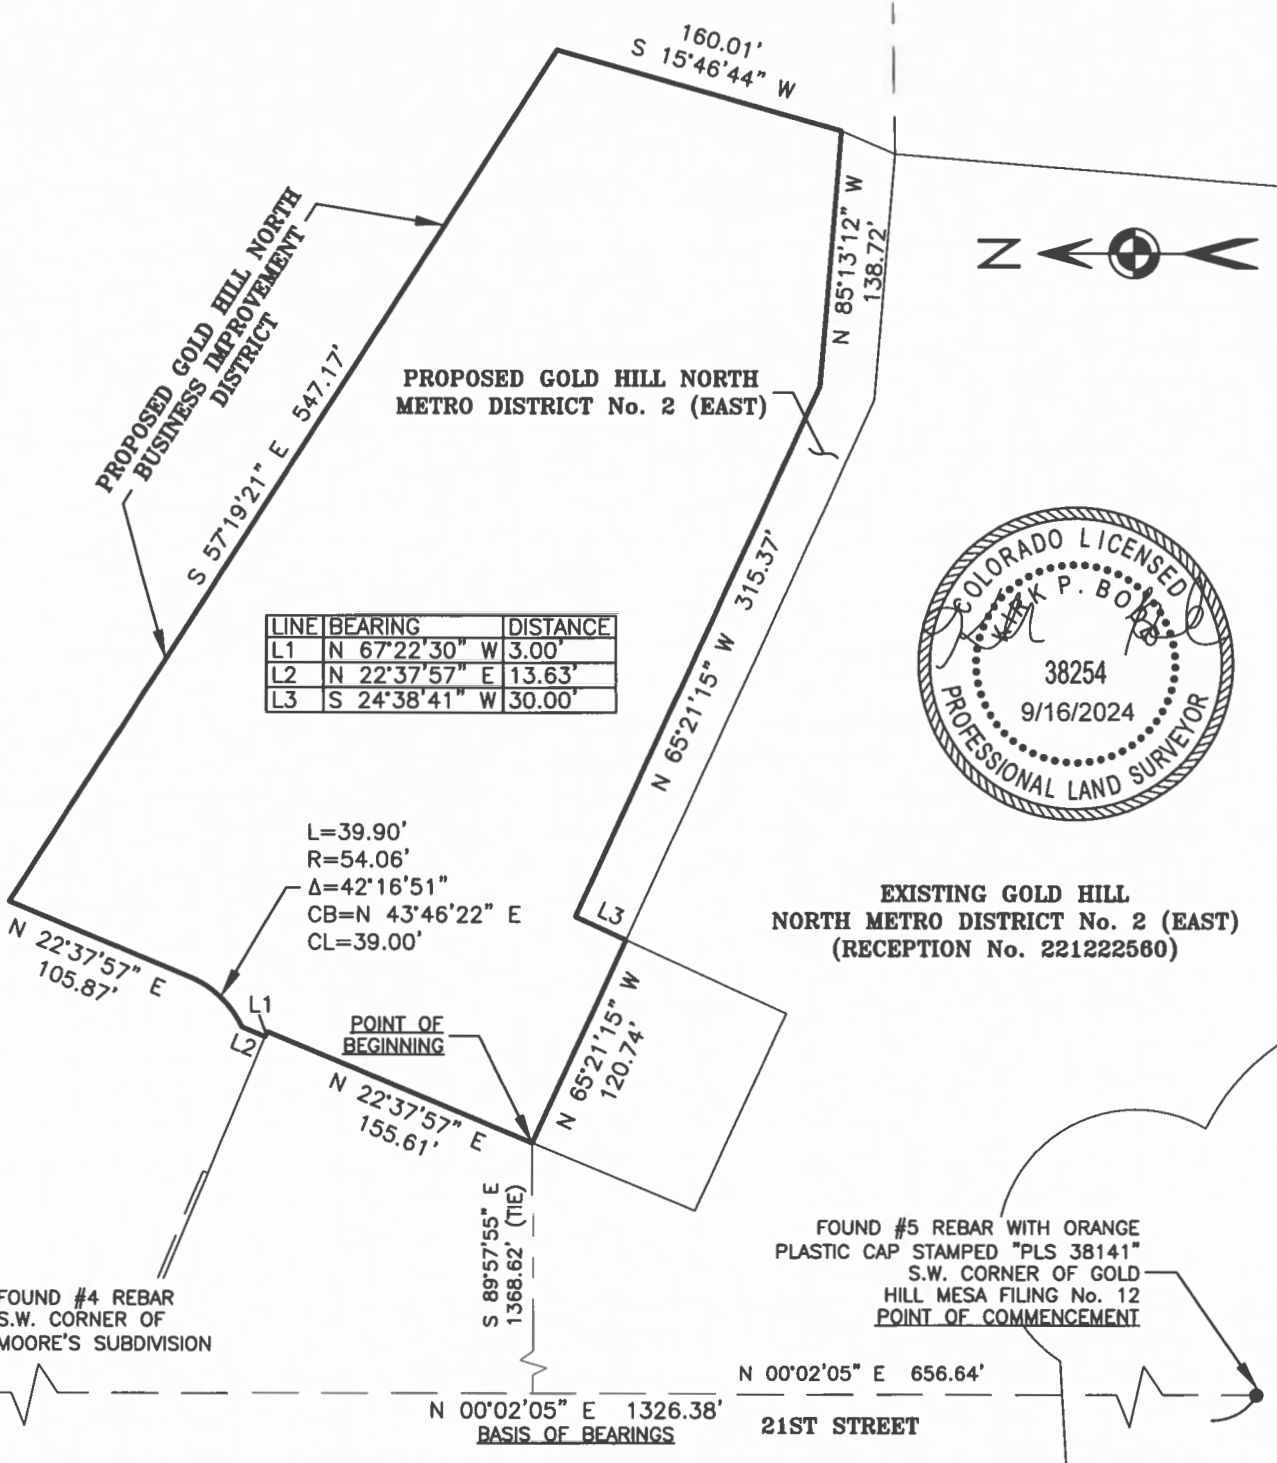 160.01'
S 15°46'44" W
N 85°13'12" W
138.72'
N
PROPOSED GOLD HILL NORTH
BUSINESS IMPROVEMENT
DISTRICT
S 57°19'21" E 547.17'
PROPOSED GOLD HILL NORTH
METRO DISTRICT No. 2 (EAST)
N 65°21'15" W 315.37'
COLORADO LICENSED
KIRK P. BODE
38254
9/16/2024
PROFESSIONAL LAND SURVEYOR
LINE BEARING DISTANCE
L1 N 67°22'30" W 3.00'
L2 N 22°37'57" E 13.63'
L3 S 24°38'41" W 30.00'
L=39.90'
R=54.06'
Δ=42°16'51"
CB=N 43°46'22" E
CL=39.00'
L3
EXISTING GOLD HILL
NORTH METRO DISTRICT No. 2 (EAST)
(RECEPTION No. 221222560)
N 22°37'57" E
105.87'
L1
L2
POINT OF
BEGINNING
N 65°21'15" W
120.74'
N 22°37'57" E
155.61'
S 89°57'55" E
1368.62' (TIE)
FOUND #5 REBAR WITH ORANGE
PLASTIC CAP STAMPED "PLS 38141"
S.W. CORNER OF GOLD
HILL MESA FILING No. 12
POINT OF COMMENCEMENT
FOUND #4 REBAR
S.W. CORNER OF
MOORE'S SUBDIVISION
N 00°02'05" E 656.64'
N 00°02'05" E 1326.38'
BASIS OF BEARINGS
21ST STREET